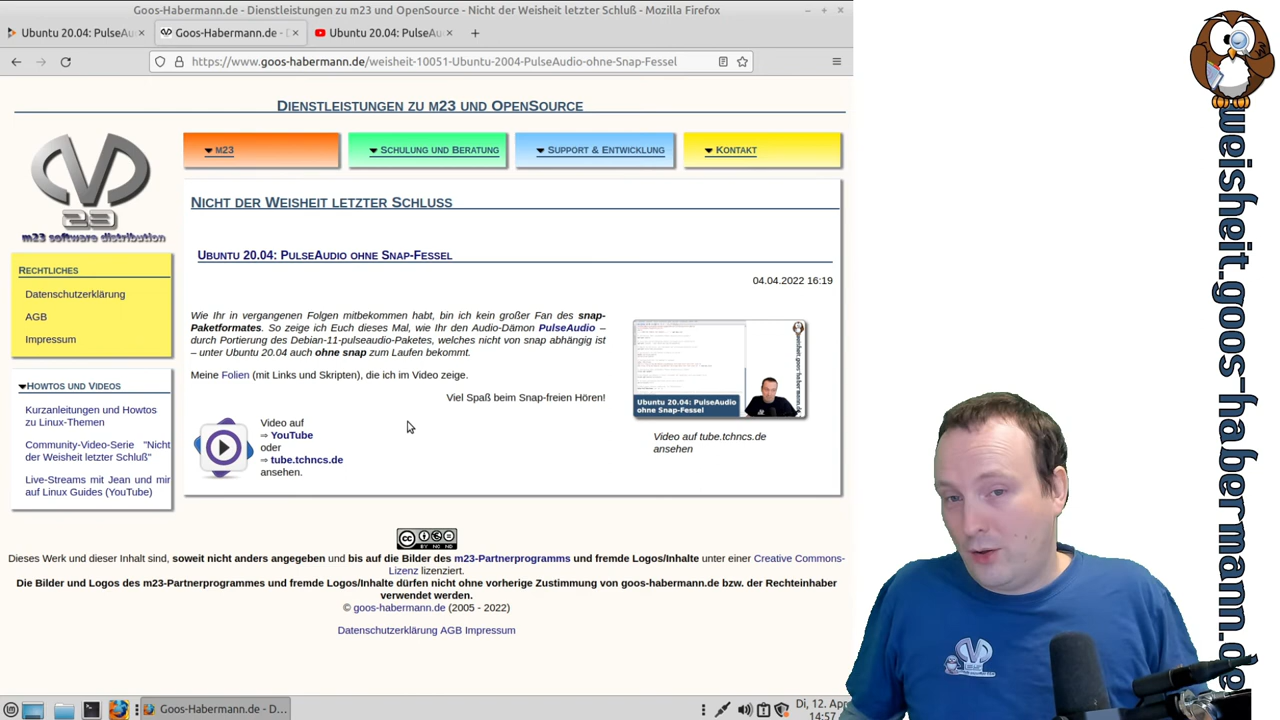 Goos-Habermann.de - Dienstleistungen zu m23 und OpenSource - Nicht der Weisheit letzter Schluß - Mozilla Firefox
Ubuntu 20.04: PulseAu
Goos-Habermann.de - D
Ubuntu 20.04: PulseAu
https://www.goos-habermann.de/weisheit-10051-Ubuntu-2004-PulseAudio-ohne-Snap-Fessel
Dienstleistungen zu m23 und OpenSource
m23
Schulung und Beratung
Support & Entwicklung
Kontakt
23
m23 software distribution
Rechtliches
Datenschutzerklärung
AGB
Impressum
Howtos und Videos
Kurzanleitungen und Howtos
zu Linux-Themen
Community-Video-Serie "Nicht
der Weisheit letzter Schluß"
Live-Streams mit Jean und mir
auf Linux Guides (YouTube)
Nicht der Weisheit letzter Schluss
Ubuntu 20.04: PulseAudio ohne Snap-Fessel
04.04.2022 16:19
Wie Ihr in vergangenen Folgen mitbekommen habt, bin ich kein großer Fan des snap-
Paketformates. So zeige ich Euch dieses Mal, wie Ihr den Audio-Dämon PulseAudio –
durch Portierung des Debian-11-pulseaudio-Paketes, welches nicht von snap abhängig ist
– unter Ubuntu 20.04 auch ohne snap zum Laufen bekommt.
Meine Folien (mit Links und Skripten), die ich im Video zeige.
Viel Spaß beim Snap-freien Hören!
Video auf
⇒ YouTube
oder
⇒ tube.tchncs.de
ansehen.
Ubuntu 20.04: PulseAudio
ohne Snap-Fessel
Video auf tube.tchncs.de
ansehen
cc
BY NC ND
Dieses Werk und dieser Inhalt sind, soweit nicht anders angegeben und bis auf die Bilder des m23-Partnerprogramms und fremde Logos/Inhalte unter einer Creative Commons-
Lizenz lizenziert.
Die Bilder und Logos des m23-Partnerprogrammes und fremde Logos/Inhalte dürfen nicht ohne vorherige Zustimmung von goos-habermann.de bzw. der Rechteinhaber
verwendet werden.
© goos-habermann.de (2005 - 2022)
Datenschutzerklärung AGB Impressum
Goos-Habermann.de - D...
Di, 12. Apr
14:57
weisheit.goos-habermann.de